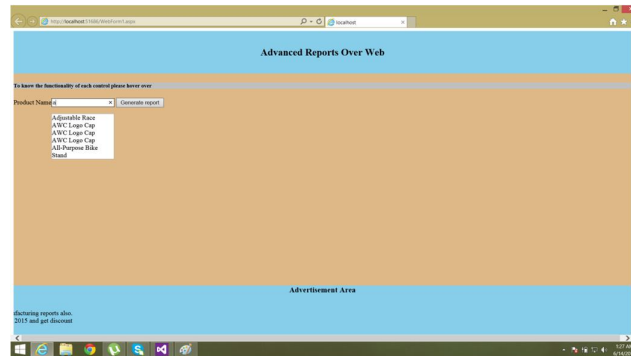 http://localhost:51686/WebForm1.aspx
localhost
Advanced Reports Over Web
To know the functionality of each control please hover over
Product Name a Generate report
Adjustable Race
AWC Logo Cap
AWC Logo Cap
AWC Logo Cap
All-Purpose Bike
Stand
Advertisement Area
dacturing reports also.
2015 and get discount